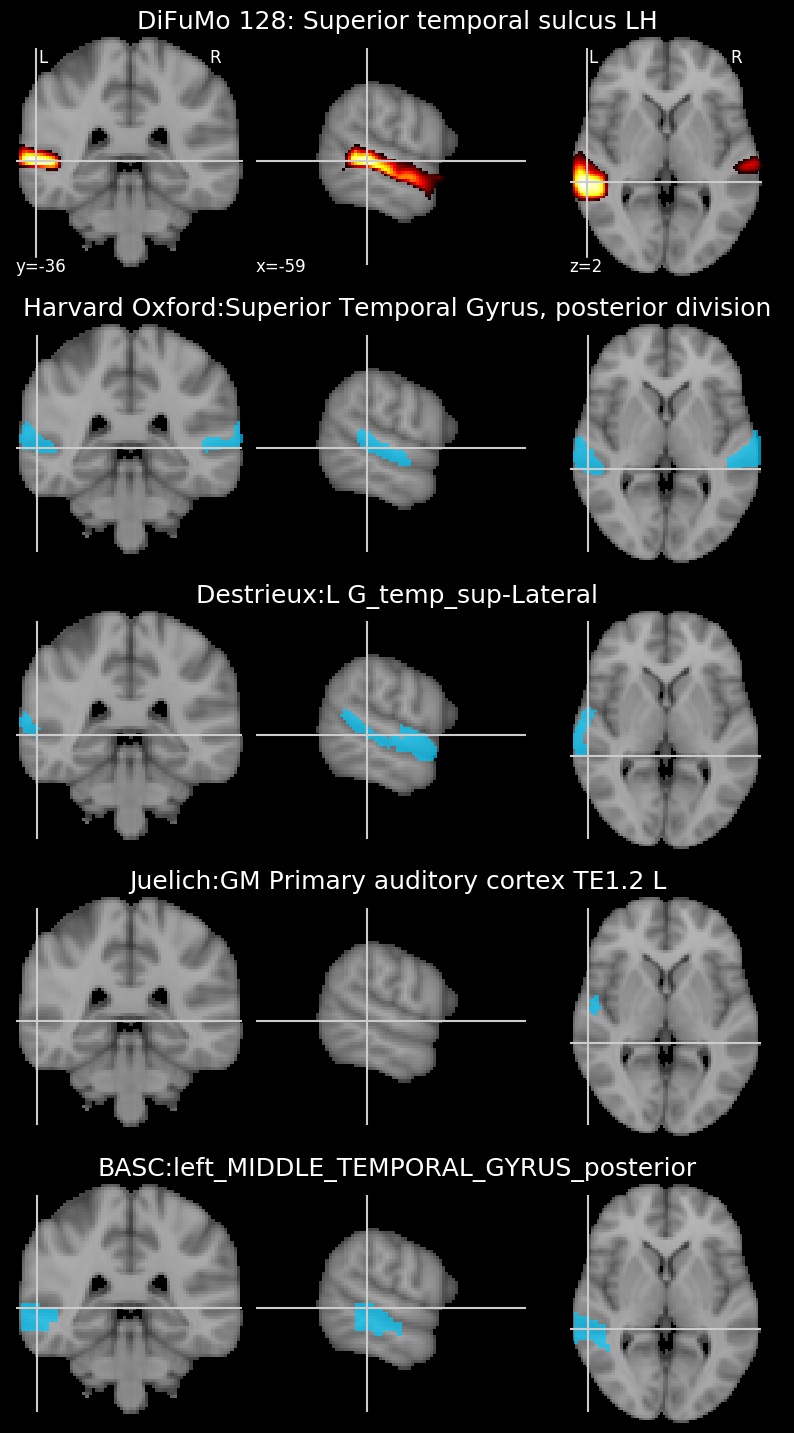 DiFuMo 128: Superior temporal sulcus LH
L R L R
y=-36 x=-59 z=2
Harvard Oxford:Superior Temporal Gyrus, posterior division
Destrieux:L G_temp_sup-Lateral
Juelich:GM Primary auditory cortex TE1.2 L
BASC:left_MIDDLE_TEMPORAL_GYRUS_posterior